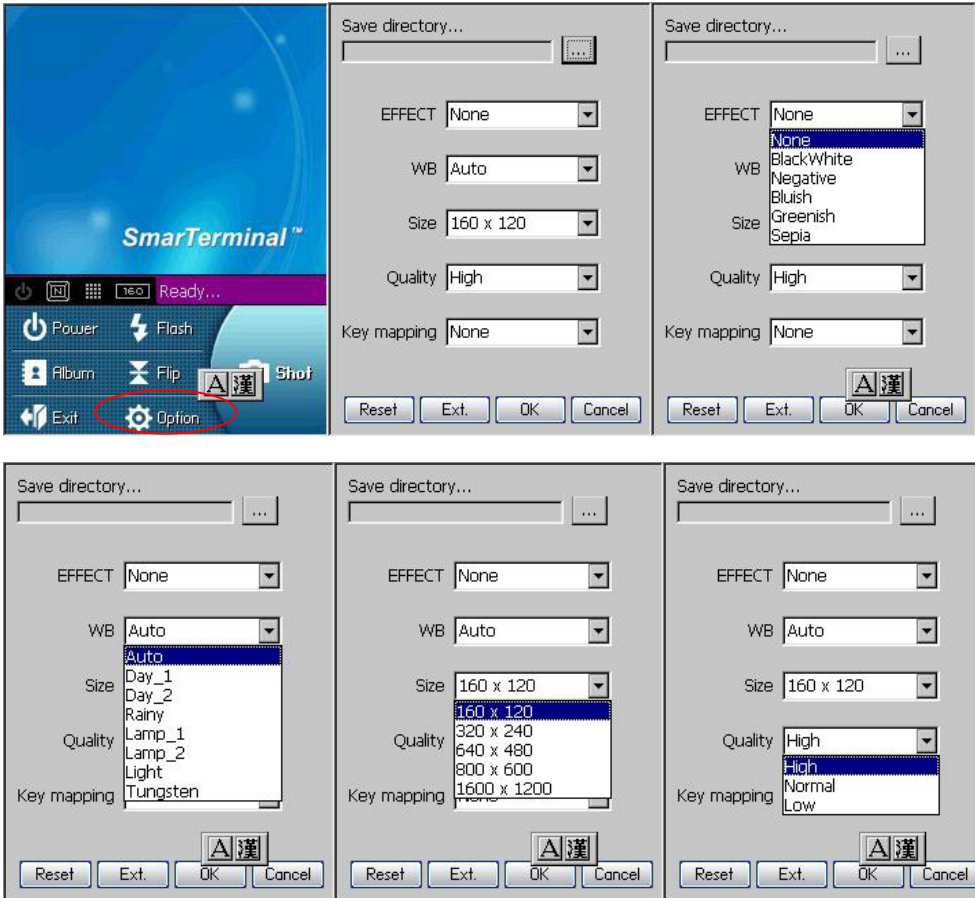 SmarTerminal™
N 160 Ready...
Power Flash
Album Flip Shot
A 漢
Exit Option
Save directory...
...
EFFECT None
WB Auto
Size 160 x 120
Quality High
Key mapping None
Reset Ext. OK Cancel
Save directory...
...
EFFECT None
None
BlackWhite
WB
Negative
Bluish
Size
Greenish
Sepia
Quality High
Key mapping None
A 漢
Reset Ext. OK Cancel
Save directory...
...
EFFECT None
WB Auto
Auto
Day_1
Size
Day_2
Rainy
Quality
Lamp_1
Lamp_2
Light
Key mapping
Tungsten
A 漢
Reset Ext. OK Cancel
Save directory...
...
EFFECT None
WB Auto
Size 160 x 120
160 x 120
320 x 240
Quality
640 x 480
800 x 600
Key mapping
1600 x 1200
A 漢
Reset Ext. OK Cancel
Save directory...
...
EFFECT None
WB Auto
Size 160 x 120
Quality High
High
Normal
Key mapping
Low
A 漢
Reset Ext. OK Cancel